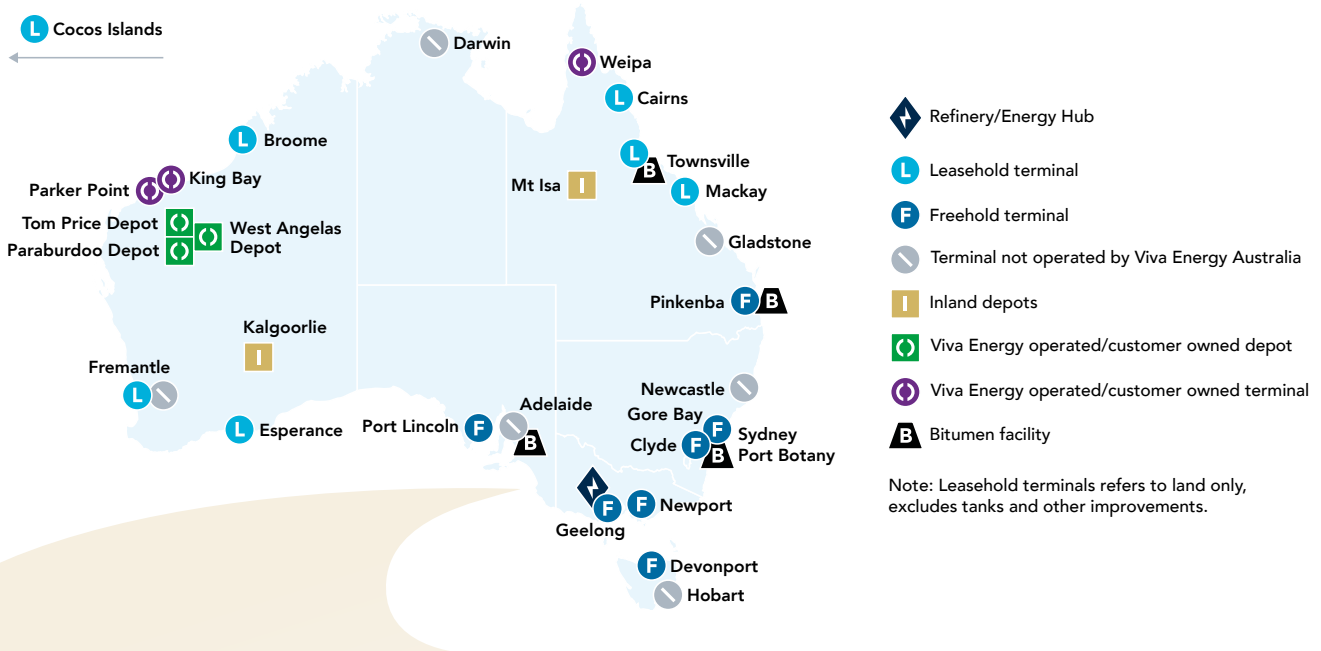 L Cocos Islands
Darwin
Weipa
L Cairns
L Broome
L
B
Townsville
Mt Isa I
L Mackay
Parker Point
King Bay
Tom Price Depot
West Angelas
Depot
Paraburdoo Depot
Gladstone
Pinkenba F B
Kalgoorlie
I
Fremantle
L
L Esperance
Newcastle
Adelaide
Port Lincoln F
B
Gore Bay
F
Clyde F
B
Sydney
Port Botany
F
Geelong
F Newport
F Devonport
Hobart
Refinery/Energy Hub
L Leasehold terminal
F Freehold terminal
Terminal not operated by Viva Energy Australia
I Inland depots
Viva Energy operated/customer owned depot
Viva Energy operated/customer owned terminal
B Bitumen facility
Note: Leasehold terminals refers to land only,
excludes tanks and other improvements.